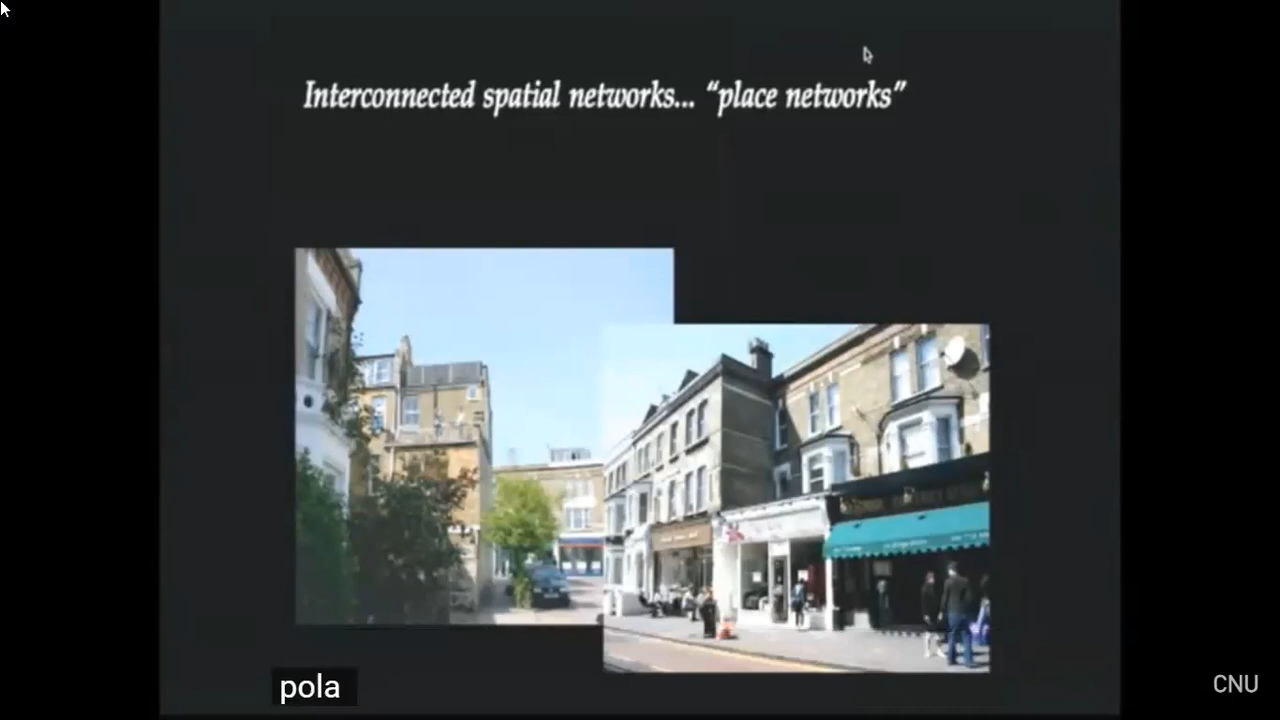 Interconnected spatial networks... “place networks”
pola
CNU